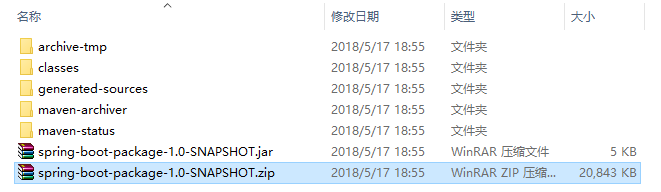 名称 修改日期 类型 大小
archive-tmp 2018/5/17 18:55 文件夹
classes 2018/5/17 18:55 文件夹
generated-sources 2018/5/17 18:55 文件夹
maven-archiver 2018/5/17 18:55 文件夹
maven-status 2018/5/17 18:55 文件夹
spring-boot-package-1.0-SNAPSHOT.jar 2018/5/17 18:55 WinRAR 压缩文件 5 KB
spring-boot-package-1.0-SNAPSHOT.zip 2018/5/17 18:55 WinRAR ZIP 压缩... 20,843 KB